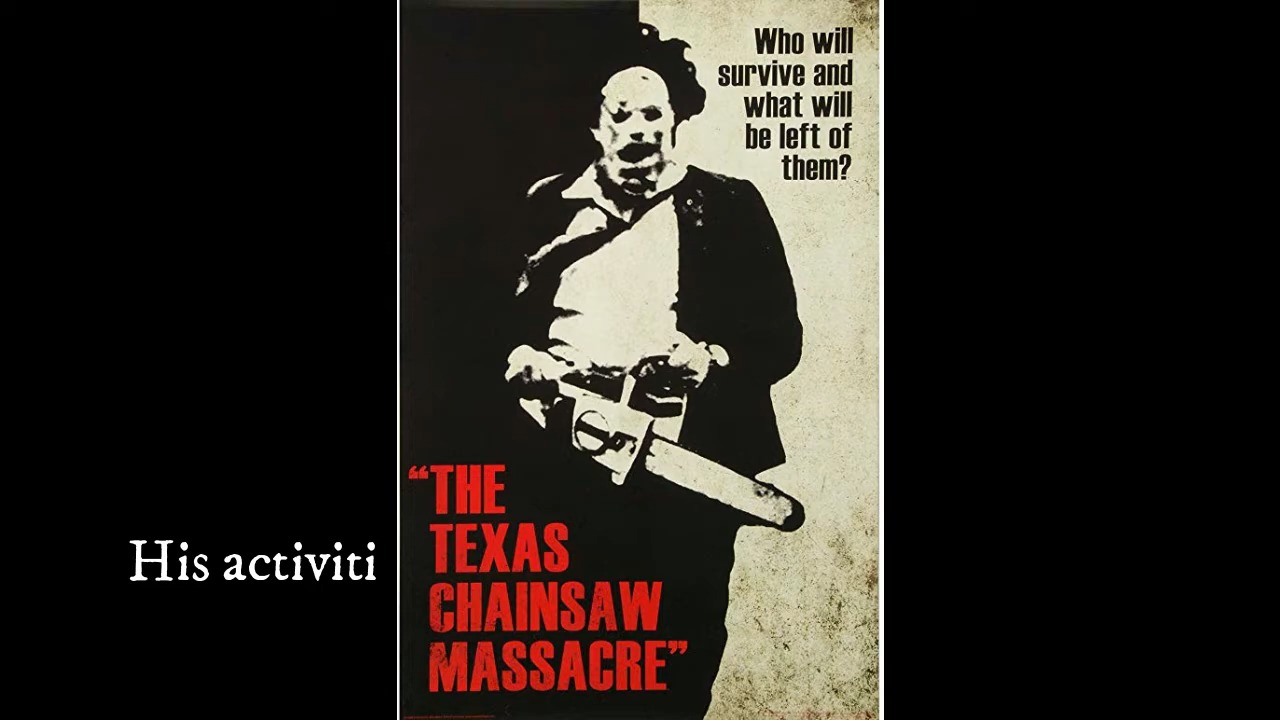 Who will
survive and
what will
be left of
them?
“THE
TEXAS
CHAINSAW
MASSACRE”
His activiti